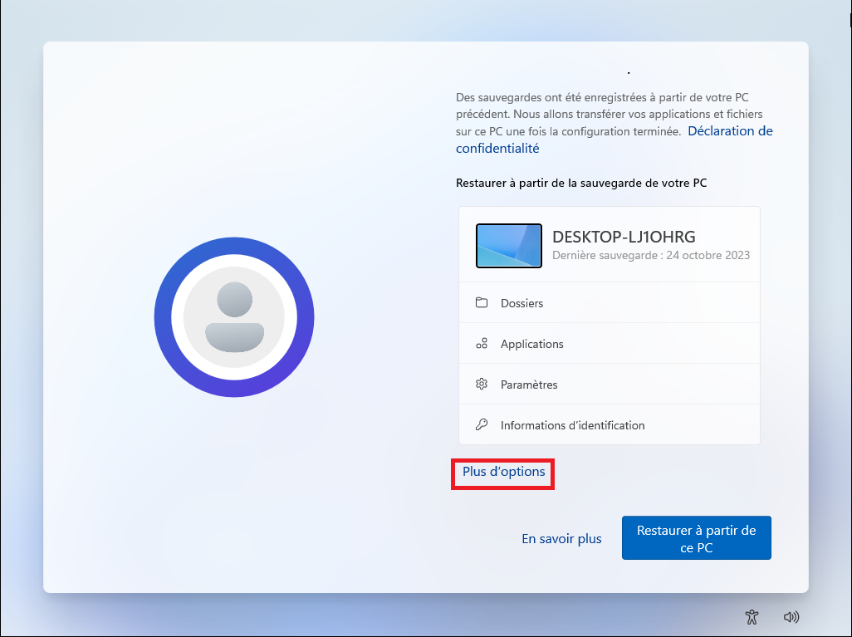 Des sauvegardes ont été enregistrées à partir de votre PC
précédent. Nous allons transférer vos applications et fichiers
sur ce PC une fois la configuration terminée. Déclaration de
confidentialité
Restaurer à partir de la sauvegarde de votre PC
DESKTOP-LJ1OHRG
Dernière sauvegarde : 24 octobre 2023
Dossiers
Applications
Paramètres
Informations d'identification
Plus d'options
En savoir plus
Restaurer à partir de
ce PC